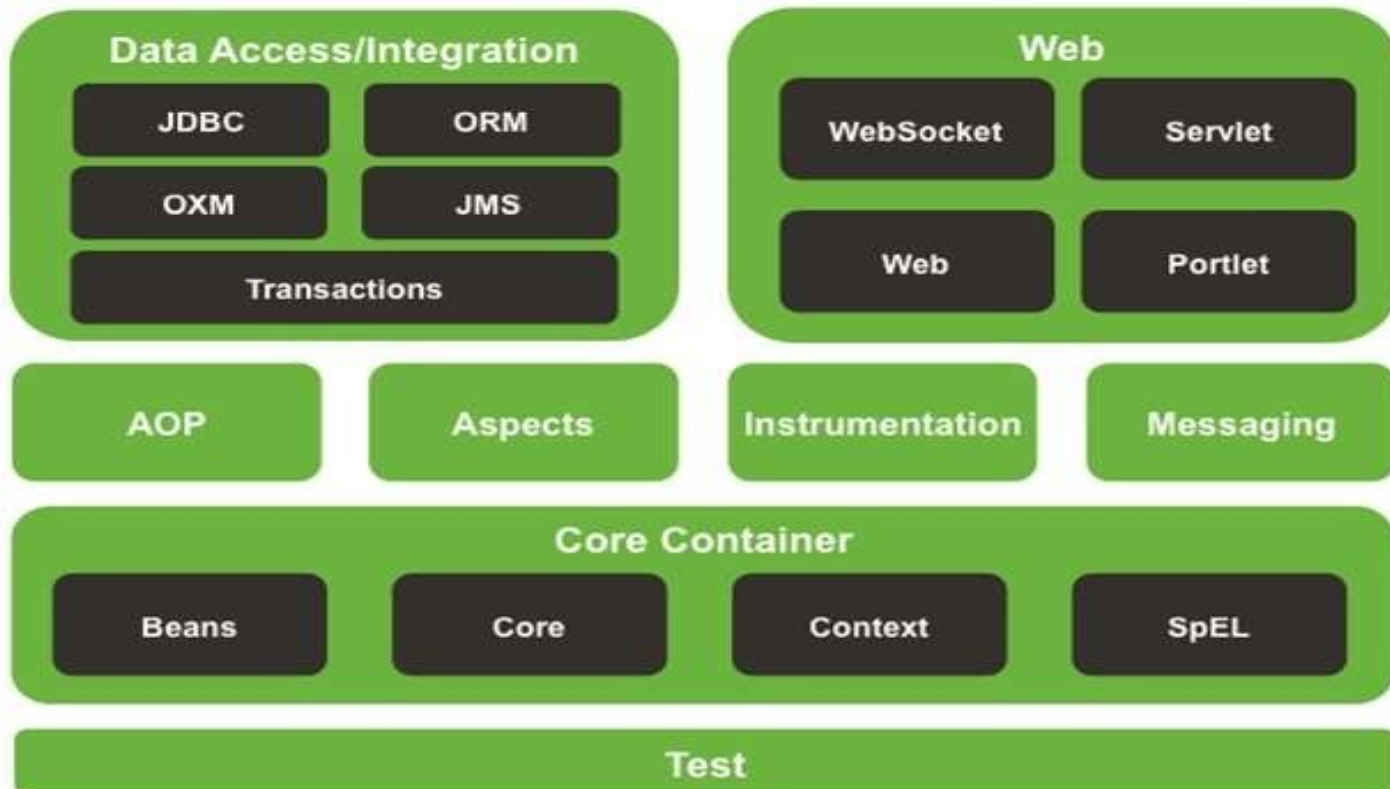 Data Access/Integration
JDBC
ORM
OXM
JMS
Transactions
Web
WebSocket
Servlet
Web
Portlet
AOP
Aspects
Instrumentation
Messaging
Core Container
Beans
Core
Context
SpEL
Test